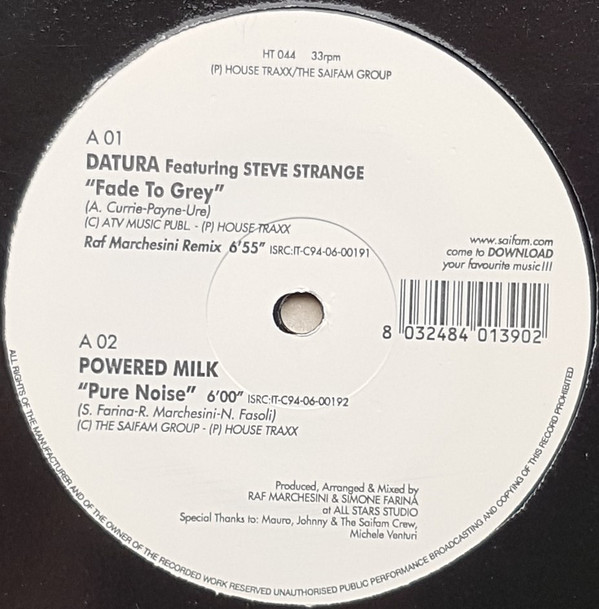 HT 044 33rpm
(P) HOUSE TRAXX/THE SAIFAM GROUP
A 01
DATURA Featuring STEVE STRANGE
"Fade To Grey"
(A. Currie-Payne-Ure)
(C) ATV MUSIC PUBL. - (P) HOUSE TRAXX
Raf Marchesini Remix 6'55" ISRC:IT-C94-06-00191
www.saifam.com
come to DOWNLOAD
your favourite music!!!
8 032484 013902
A 02
POWERED MILK
"Pure Noise" 6'00" ISRC:IT-C94-06-00192
(S. Farina-R. Marchesini-N. Fasoli)
(C) THE SAIFAM GROUP - (P) HOUSE TRAXX
Produced, Arranged & Mixed by
RAF MARCHESINI & SIMONE FARINA
at ALL STARS STUDIO
Special Thanks to: Mauro, Johnny & The Saifam Crew,
Michele Venturi
ALL RIGHTS OF THE MANUFACTURER AND OF THE OWNER OF THE RECORDED WORK RESERVED UNAUTHORISED PUBLIC PERFORMANCE BROADCASTING AND COPYING OF THIS RECORD PROHIBITED